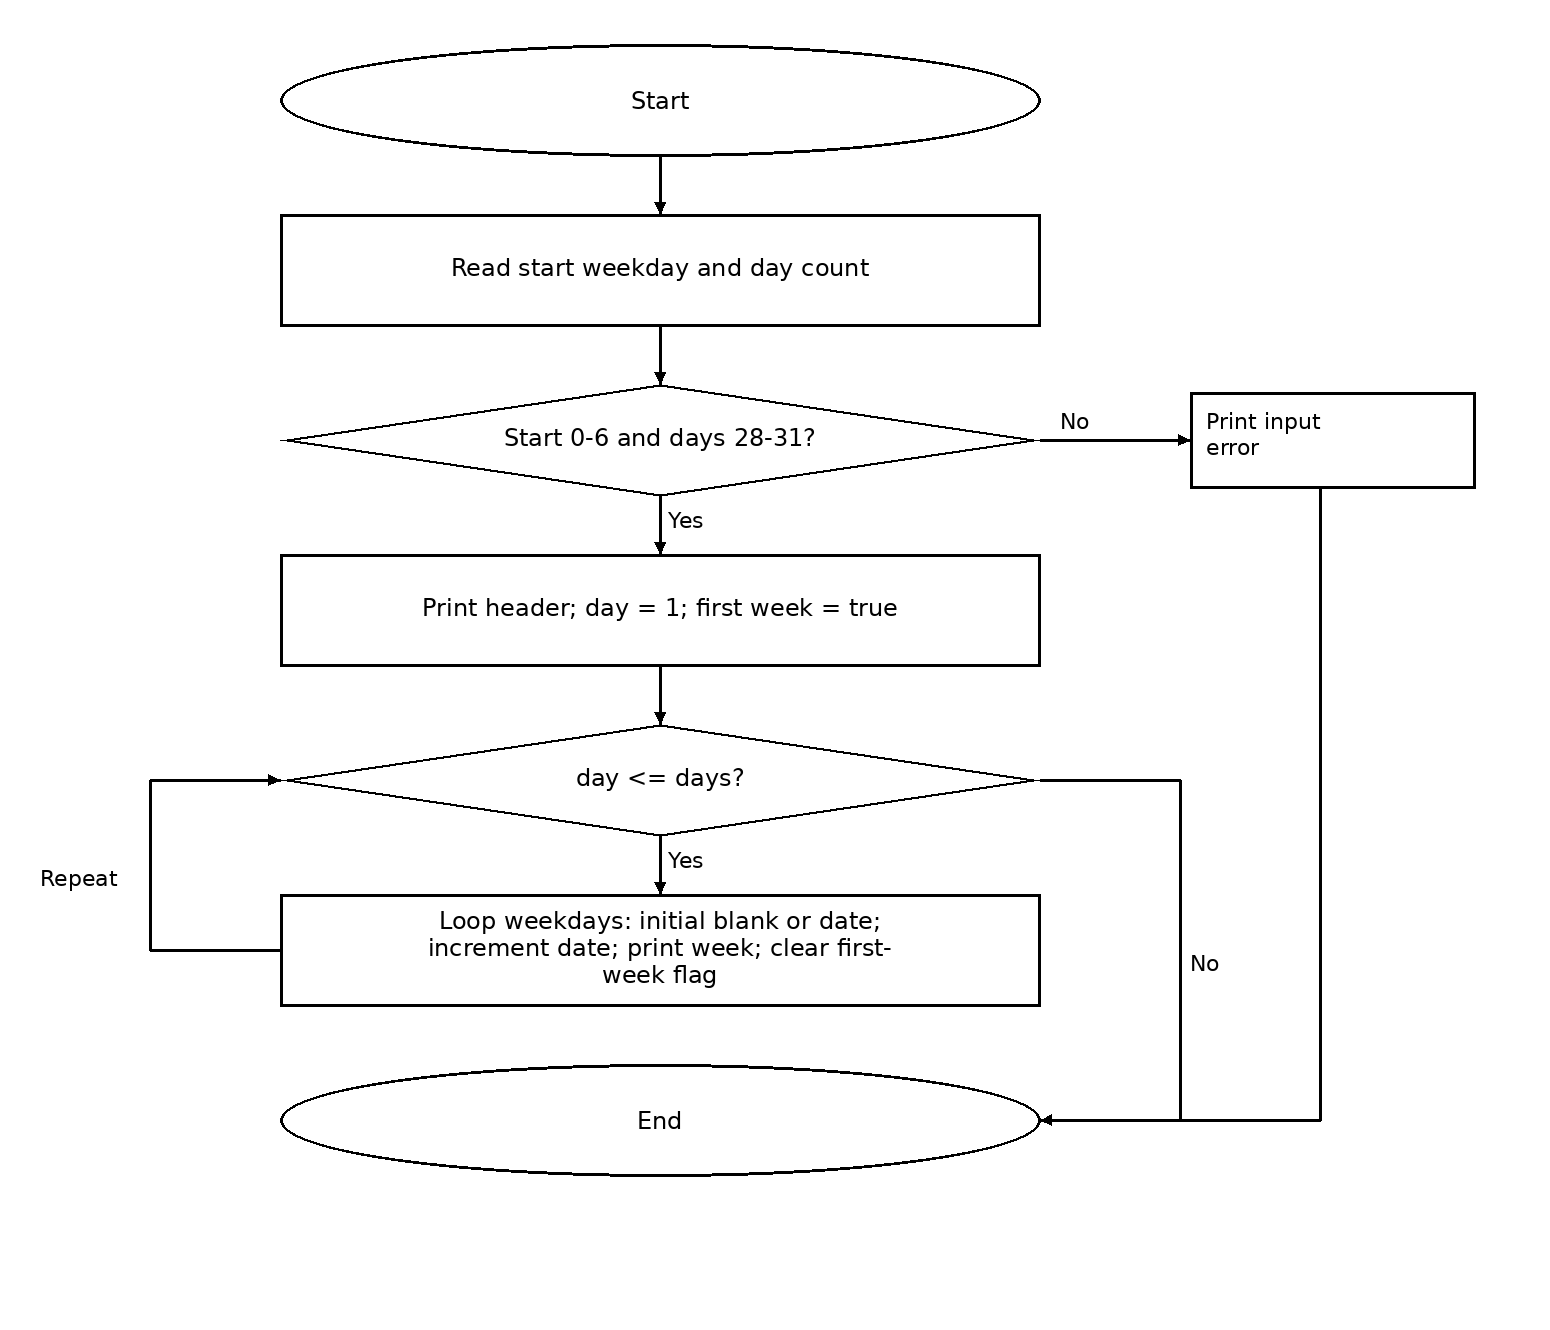 Start
Read start weekday and day count
Start 0-6 and days 28-31?
No
Print input
error
Yes
Print header; day = 1; first week = true
day <= days?
Yes
Repeat
Loop weekdays: initial blank or date;
increment date; print week; clear first-
week flag
No
End